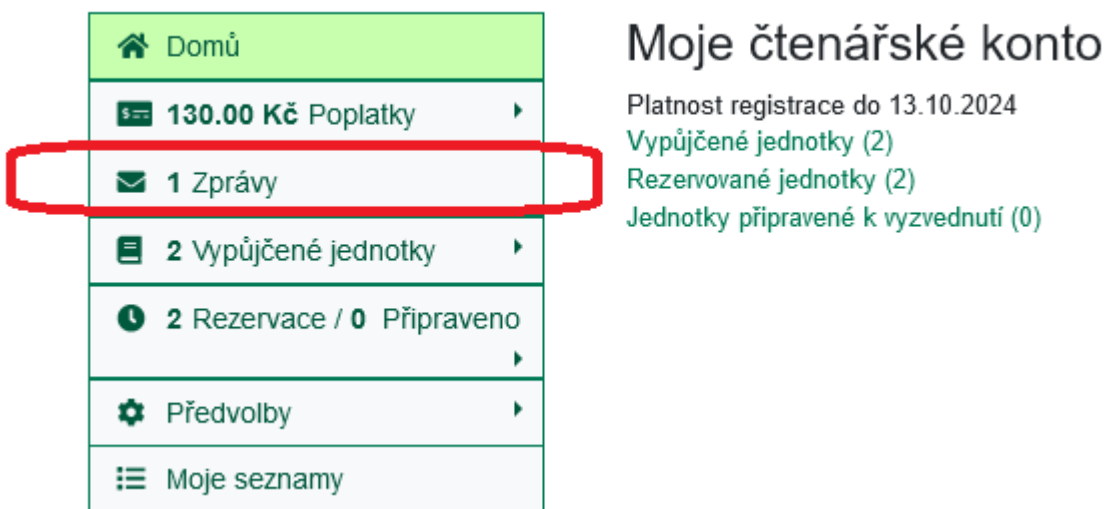 Domů
130.00 Kč Poplatky
1 Zprávy
2 Vypůjčené jednotky
2 Rezervace / 0 Připraveno
Předvolby
Moje seznamy
Moje čtenářské konto
Platnost registrace do 13.10.2024
Vypůjčené jednotky (2)
Rezervované jednotky (2)
Jednotky připravené k vyzvednutí (0)